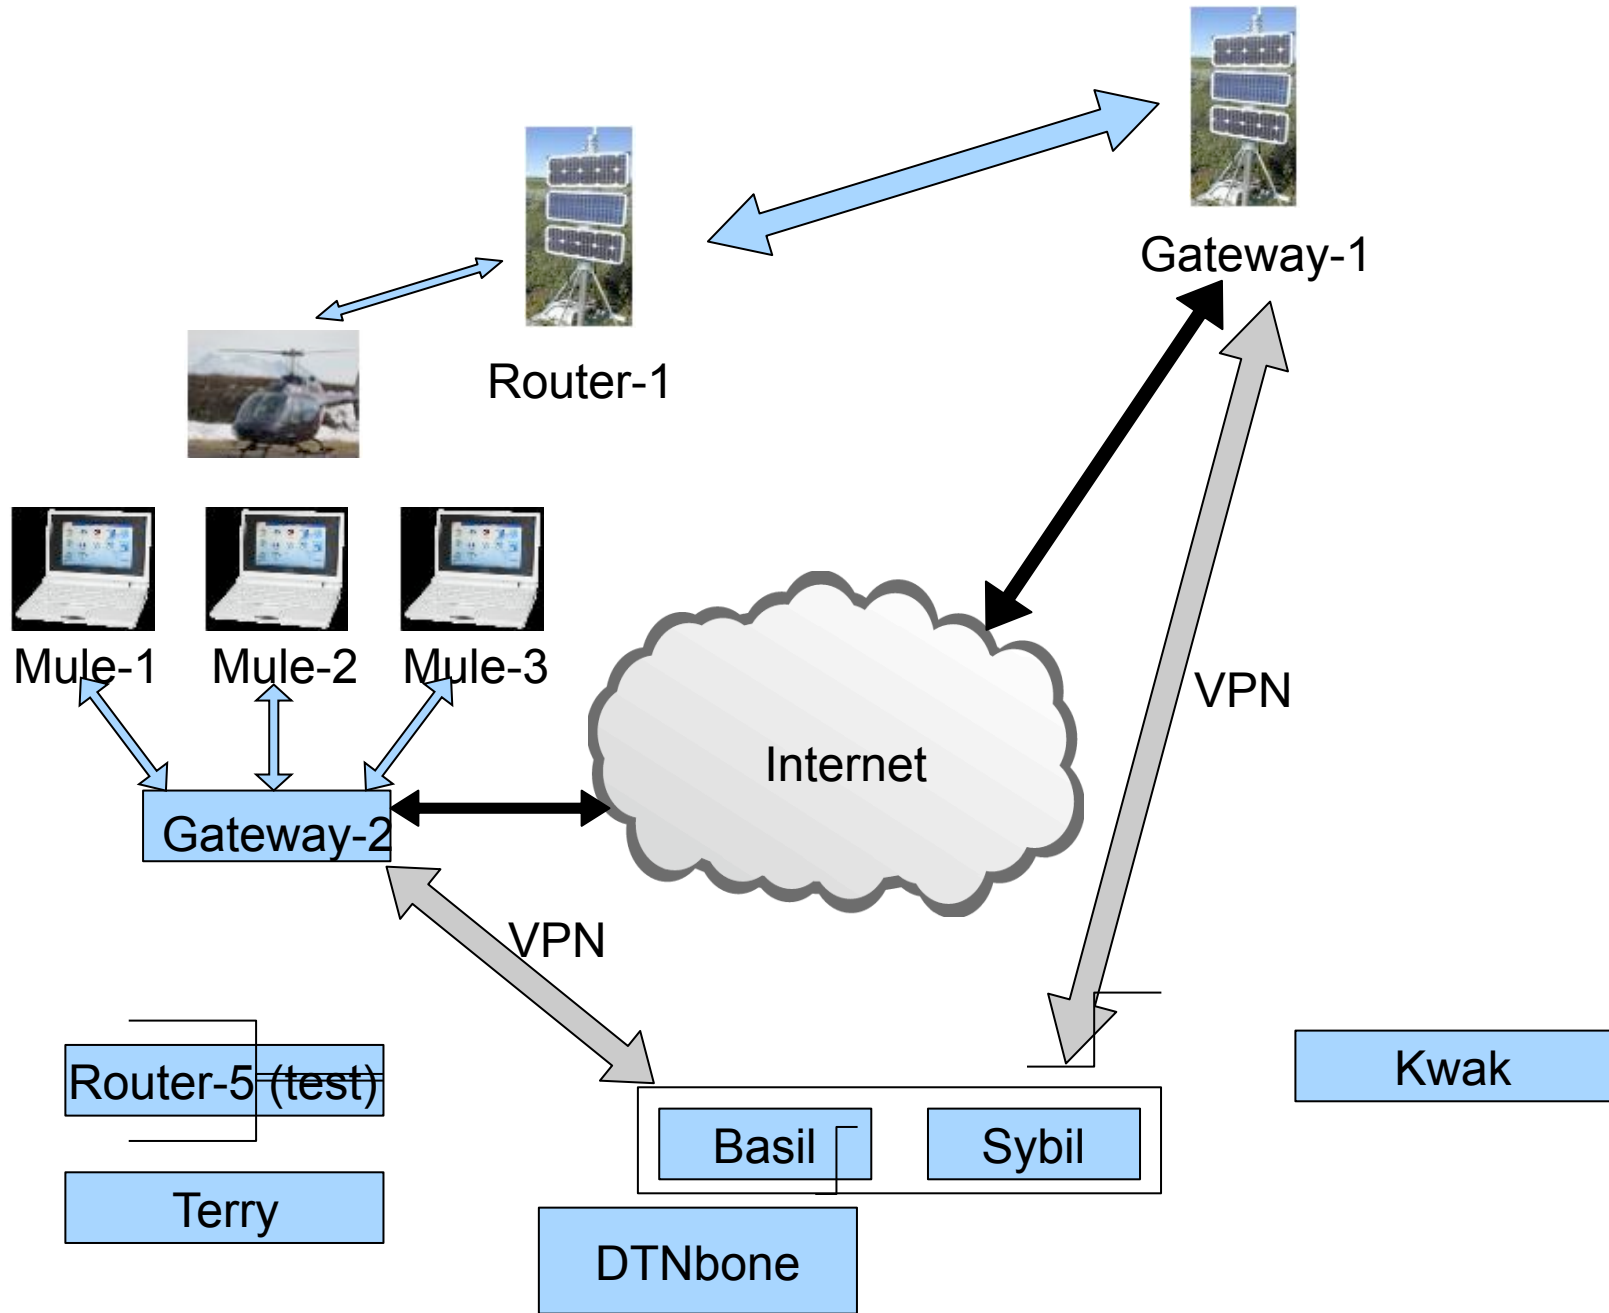 Gateway-1
Router-1
Mule-1
Mule-2
Mule-3
VPN
Internet
Gateway-2
VPN
Router-5 (test)
Kwak
Basil
Sybil
Terry
DTNbone